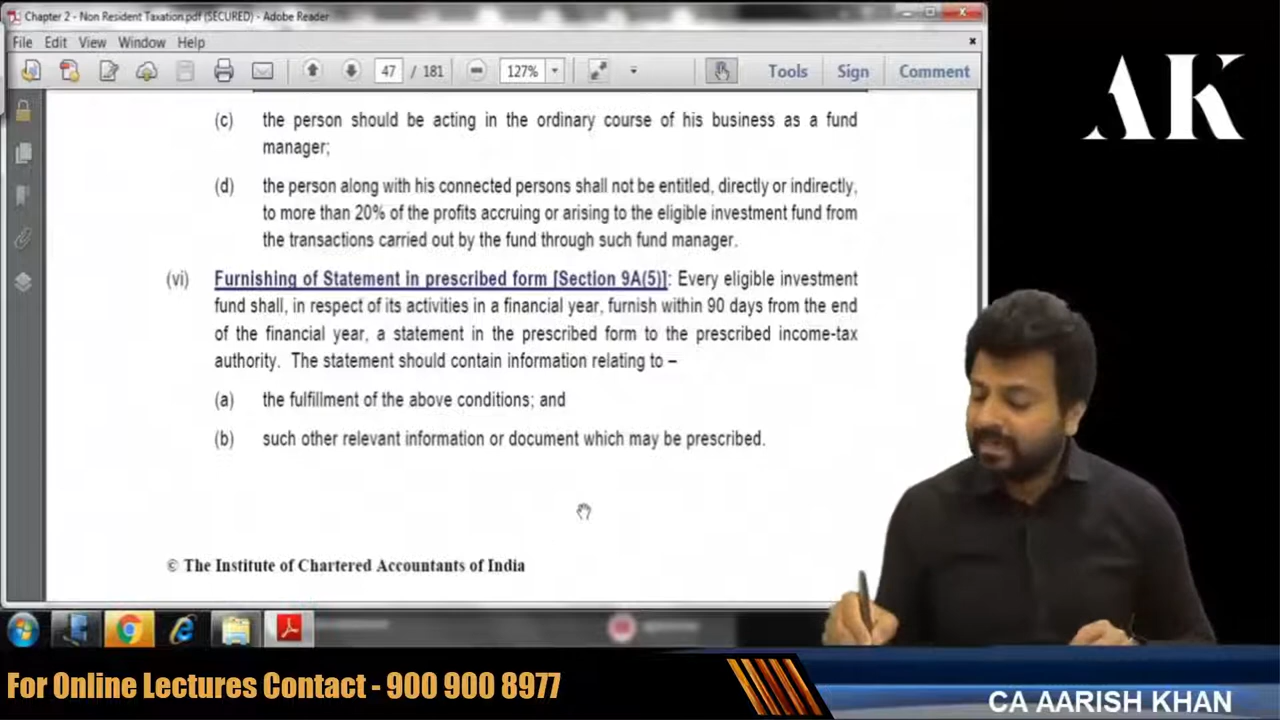 Chapter 2 - Non Resident Taxation.pdf (SECURED) - Adobe Reader
File Edit View Window Help
47 / 181 127% Tools Sign Comment
AK
(c) the person should be acting in the ordinary course of his business as a fund
manager;
(d) the person along with his connected persons shall not be entitled, directly or indirectly,
to more than 20% of the profits accruing or arising to the eligible investment fund from
the transactions carried out by the fund through such fund manager.
(vi) Furnishing of Statement in prescribed form [Section 9A(5)]: Every eligible investment
fund shall, in respect of its activities in a financial year, furnish within 90 days from the end
of the financial year, a statement in the prescribed form to the prescribed income-tax
authority. The statement should contain information relating to –
(a) the fulfillment of the above conditions; and
(b) such other relevant information or document which may be prescribed.
© The Institute of Chartered Accountants of India
For Online Lectures Contact - 900 900 8977
CA AARISH KHAN